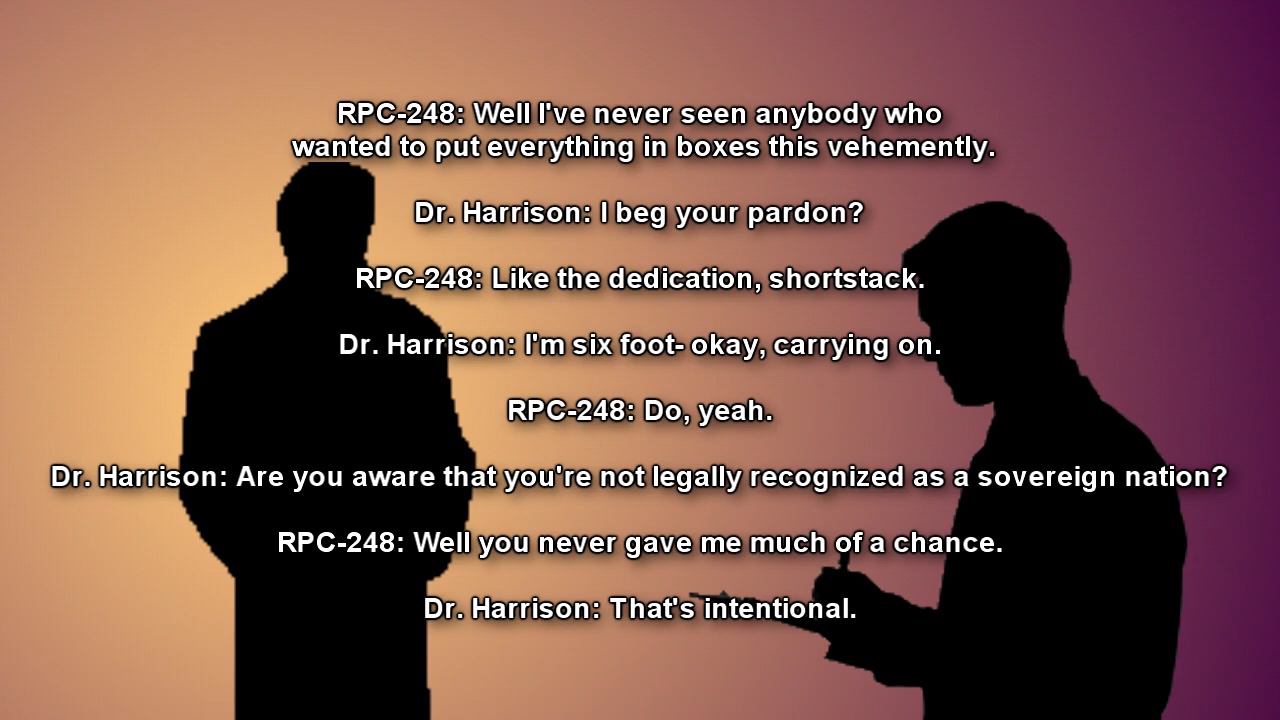 RPC-248: Well I've never seen anybody who
wanted to put everything in boxes this vehemently.
Dr. Harrison: I beg your pardon?
RPC-248: Like the dedication, shortstack.
Dr. Harrison: I'm six foot- okay, carrying on.
RPC-248: Do, yeah.
Dr. Harrison: Are you aware that you're not legally recognized as a sovereign nation?
RPC-248: Well you never gave me much of a chance.
Dr. Harrison: That's intentional.